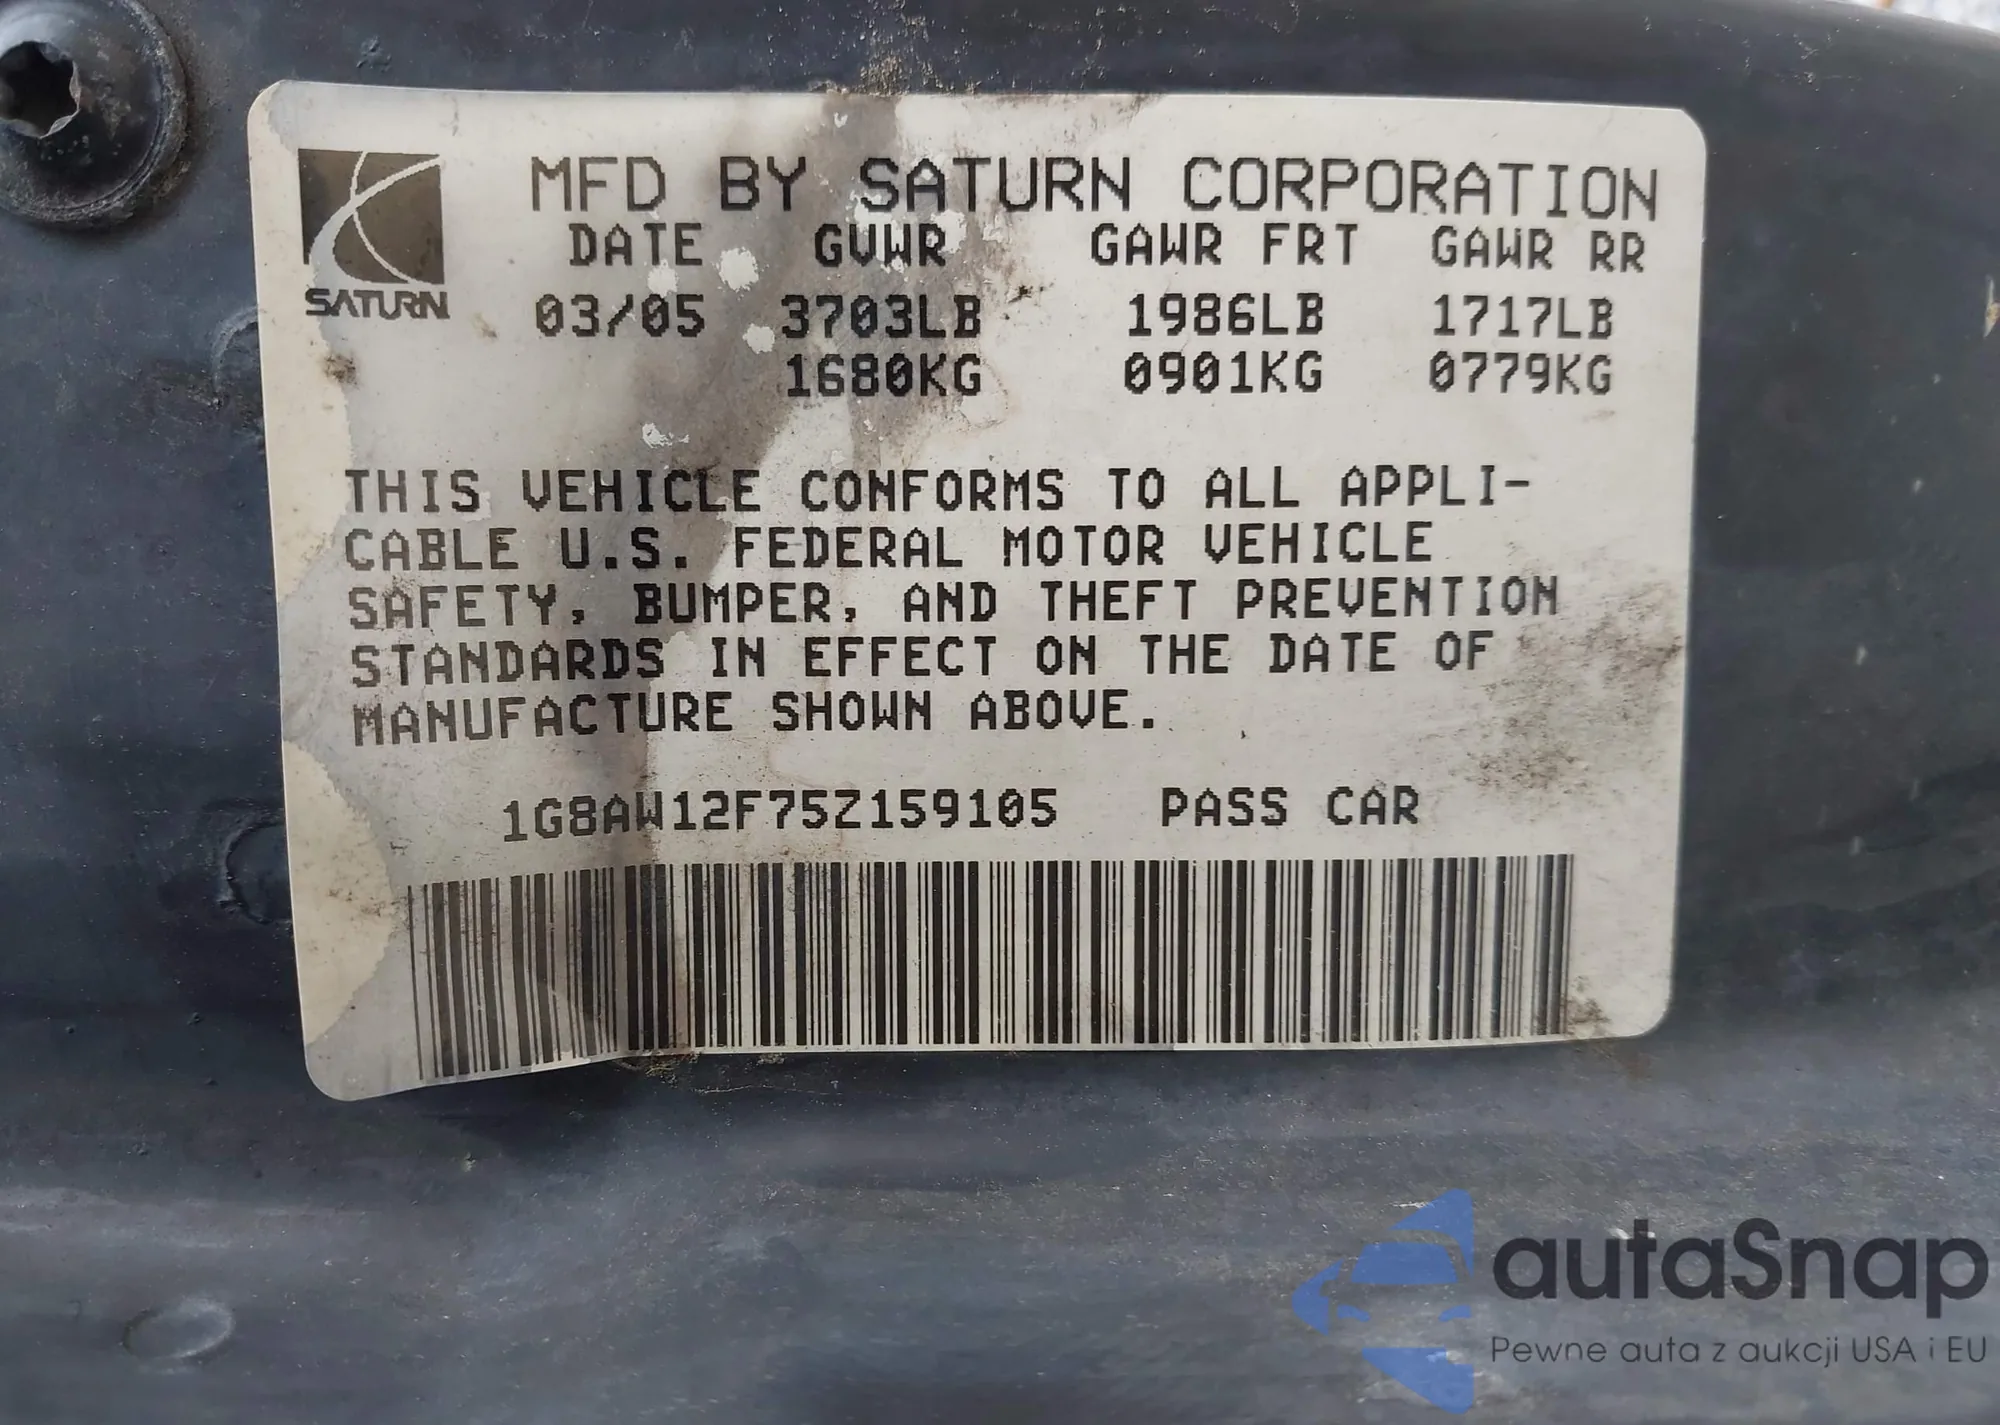 MFD BY SATURN CORPORATION
DATE GVWR GAWR FRT GAWR RR
SATURN
03/05 3703LB 1986LB 1717LB
1680KG 0901KG 0779KG
THIS VEHICLE CONFORMS TO ALL APPLI-
CABLE U.S. FEDERAL MOTOR VEHICLE
SAFETY, BUMPER, AND THEFT PREVENTION
STANDARDS IN EFFECT ON THE DATE OF
MANUFACTURE SHOWN ABOVE.
1G8AW12F75Z159105 PASS CAR
autaSnap
Pewne auta z aukcji USA i EU